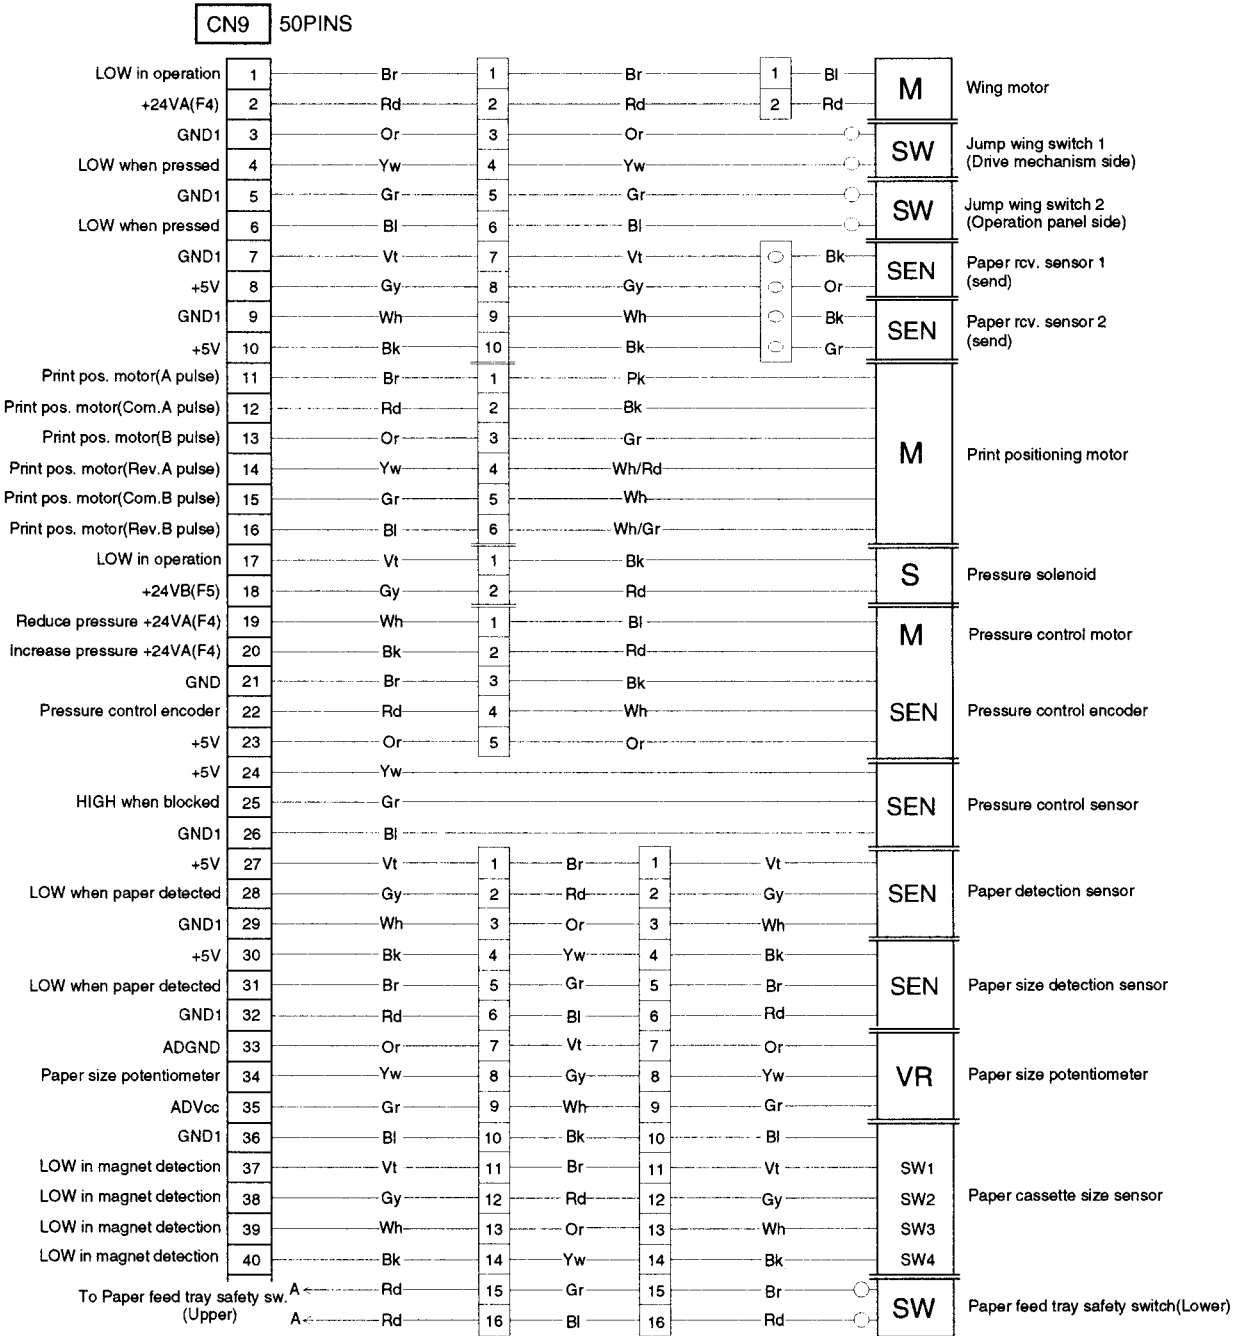 CN9 50PINS
LOW in operation 1 Br 1 Br 1 Bl M Wing motor
+24VA(F4) 2 Rd 2 Rd 2 Rd
GND1 3 Or 3 Or SW Jump wing switch 1
LOW when pressed 4 Yw 4 Yw (Drive mechanism side)
GND1 5 Gr 5 Gr SW Jump wing switch 2
LOW when pressed 6 Bl 6 Bl (Operation panel side)
GND1 7 Vt 7 Vt Bk SEN Paper rcv. sensor 1
+5V 8 Gy 8 Gy Or (send)
GND1 9 Wh 9 Wh Bk SEN Paper rcv. sensor 2
+5V 10 Bk 10 Bk Gr (send)
Print pos. motor(A pulse) 11 Br 1 Pk
Print pos. motor(Com.A pulse) 12 Rd 2 Bk
Print pos. motor(B pulse) 13 Or 3 Gr M Print positioning motor
Print pos. motor(Rev.A pulse) 14 Yw 4 Wh/Rd
Print pos. motor(Com.B pulse) 15 Gr 5 Wh
Print pos. motor(Rev.B pulse) 16 Bl 6 Wh/Gr
LOW in operation 17 Vt 1 Bk S Pressure solenoid
+24VB(F5) 18 Gy 2 Rd
Reduce pressure +24VA(F4) 19 Wh 1 Bl M Pressure control motor
Increase pressure +24VA(F4) 20 Bk 2 Rd
GND 21 Br 3 Bk
Pressure control encoder 22 Rd 4 Wh SEN Pressure control encoder
+5V 23 Or 5 Or
+5V 24 Yw
HIGH when blocked 25 Gr SEN Pressure control sensor
GND1 26 Bl
+5V 27 Vt 1 Br 1 Vt
LOW when paper detected 28 Gy 2 Rd 2 Gy SEN Paper detection sensor
GND1 29 Wh 3 Or 3 Wh
+5V 30 Bk 4 Yw 4 Bk
LOW when paper detected 31 Br 5 Gr 5 Br SEN Paper size detection sensor
GND1 32 Rd 6 Bl 6 Rd
ADGND 33 Or 7 Vt 7 Or
Paper size potentiometer 34 Yw 8 Gy 8 Yw VR Paper size potentiometer
ADVcc 35 Gr 9 Wh 9 Gr
GND1 36 Bl 10 Bk 10 Bl
LOW in magnet detection 37 Vt 11 Br 11 Vt SW1
LOW in magnet detection 38 Gy 12 Rd 12 Gy SW2 Paper cassette size sensor
LOW in magnet detection 39 Wh 13 Or 13 Wh SW3
LOW in magnet detection 40 Bk 14 Yw 14 Bk SW4
To Paper feed tray safety sw. A Rd 15 Gr 15 Br SW Paper feed tray safety switch(Lower)
(Upper) A Rd 16 Bl 16 Rd